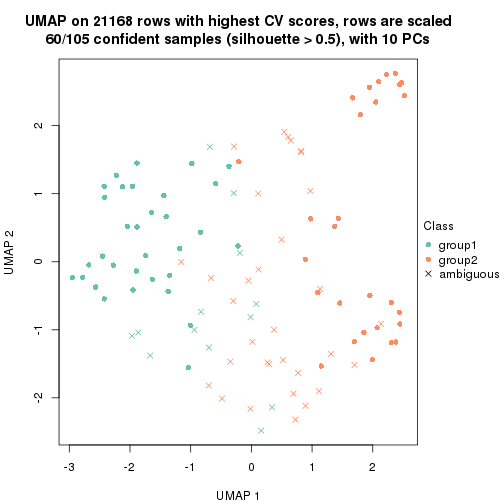 UMAP on 21168 rows with highest CV scores, rows are scaled
60/105 confident samples (silhouette > 0.5), with 10 PCs
2
1
0
-1
-2
UMAP 2
-3 -2 -1 0 1 2
UMAP 1
Class
group1
group2
ambiguous